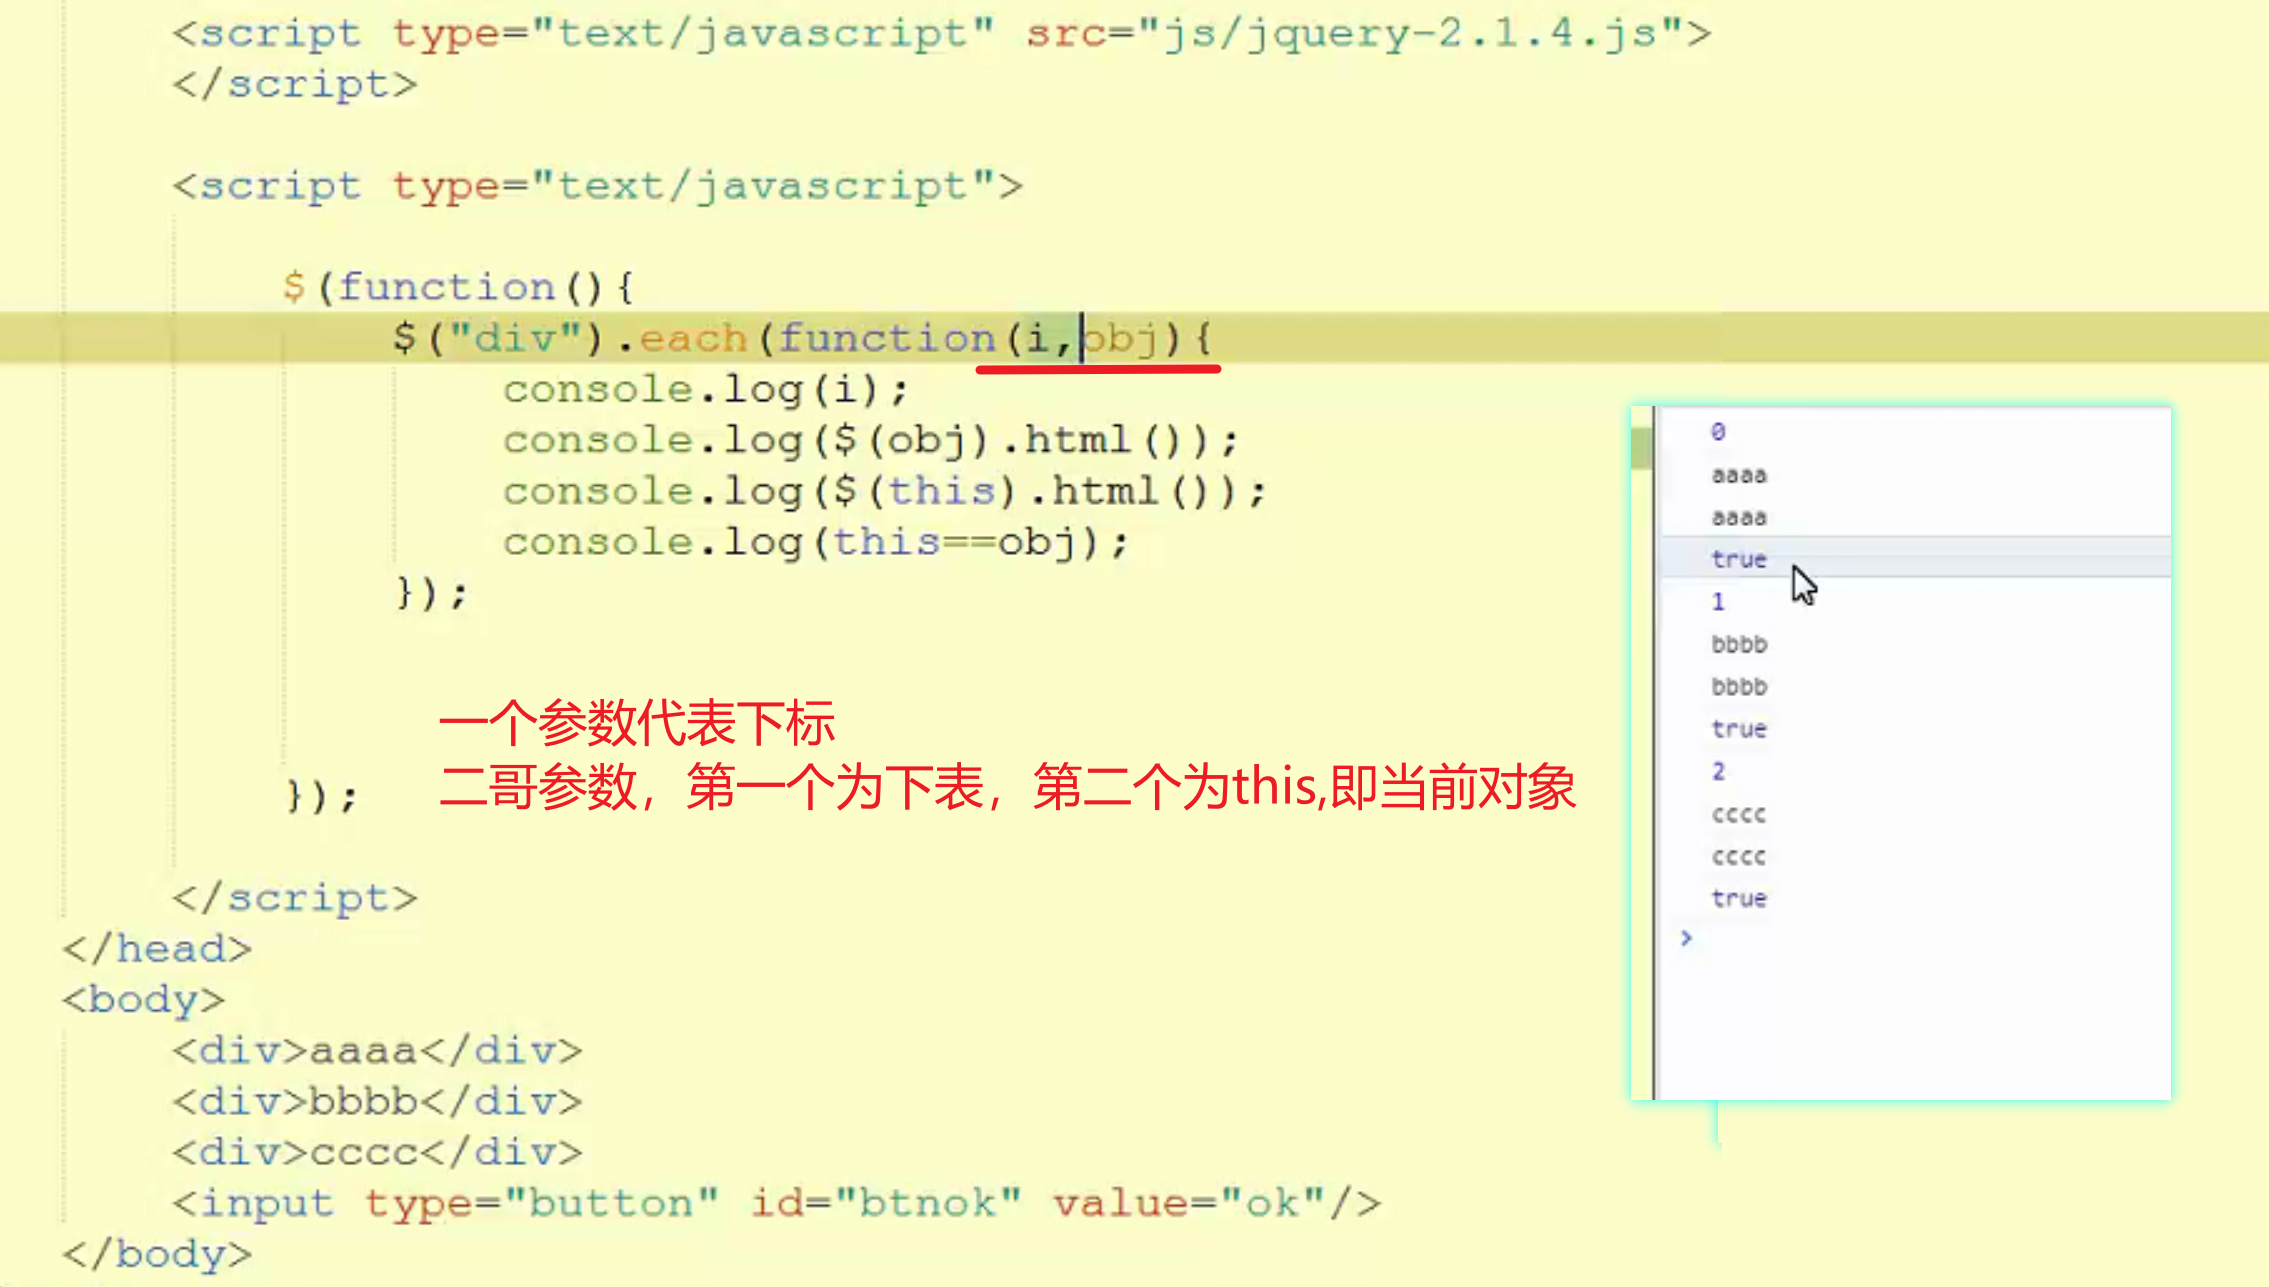 <script type="text/javascript" src="js/jquery-2.1.4.js">
</script>
<script type="text/javascript">
$(function(){
$("div").each(function(i,obj){
console.log(i);
console.log($(obj).html());
console.log($(this).html());
console.log(this==obj);
});
一个参数代表下标
二哥参数，第一个为下表，第二个为this,即当前对象
});
</script>
</head>
<body>
<div>aaaa</div>
<div>bbbb</div>
<div>cccc</div>
<input type="button" id="btnok" value="ok"/>
</body>
0
aaaa
aaaa
true
1
bbbb
bbbb
true
2
cccc
cccc
true
>